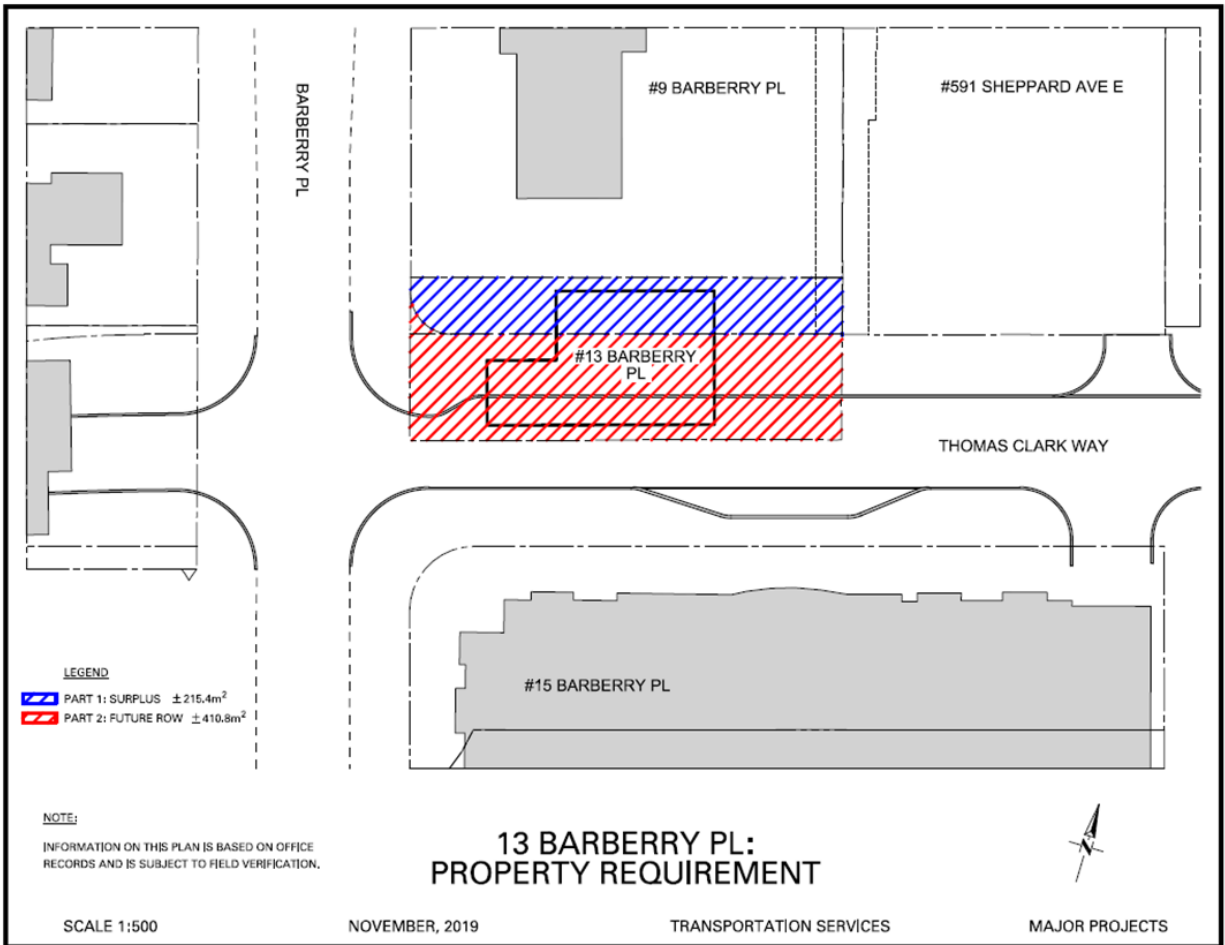 BARBERRY PL
#9 BARBERRY PL
#591 SHEPPARD AVE E
#13 BARBERRY
PL
THOMAS CLARK WAY
#15 BARBERRY PL
LEGEND
PART 1: SURPLUS ±215.4m²
PART 2: FUTURE ROW ±410.8m²
NOTE:
INFORMATION ON THIS PLAN IS BASED ON OFFICE
RECORDS AND IS SUBJECT TO FIELD VERIFICATION.
13 BARBERRY PL:
PROPERTY REQUIREMENT
N
SCALE 1:500 NOVEMBER, 2019 TRANSPORTATION SERVICES MAJOR PROJECTS